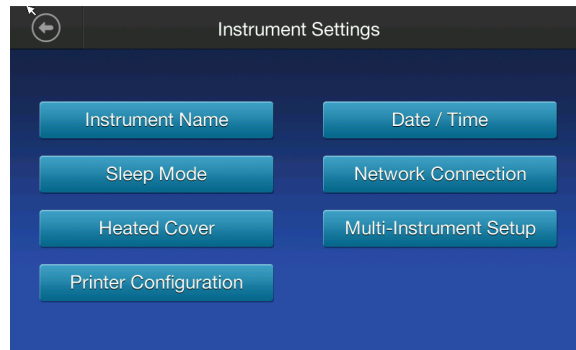 Instrument Settings
Instrument Name
Date / Time
Sleep Mode
Network Connection
Heated Cover
Multi-Instrument Setup
Printer Configuration